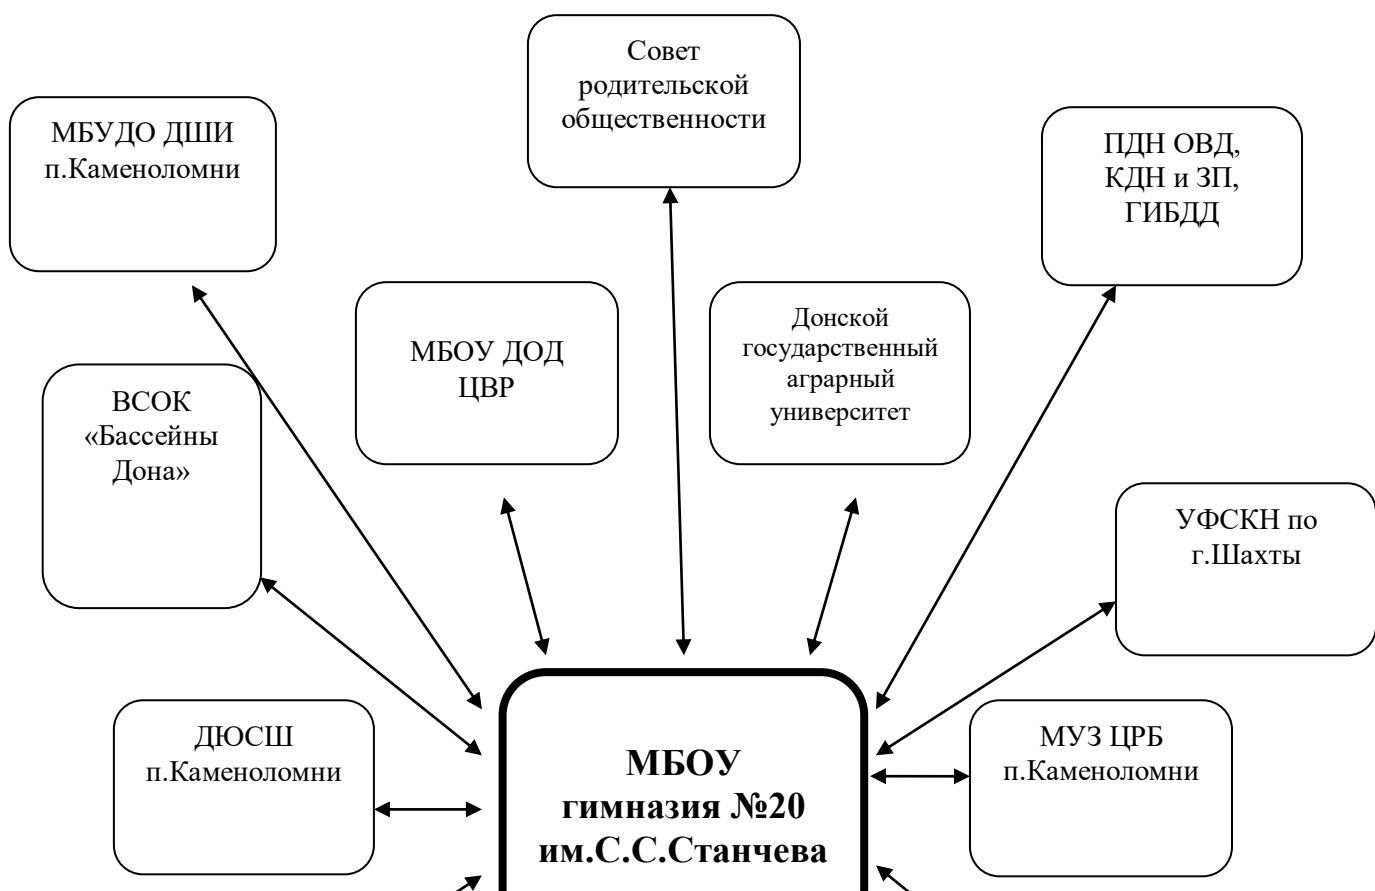 Совет
родительской
общественности
МБУДО ДШИ
п.Каменоломни
ПДН ОВД,
КДН и ЗП,
ГИБДД
МБОУ ДОД
ЦВР
Донской
государственный
аграрный
университет
ВСОК
«Бассейны
Дона»
УФСКН по
г.Шахты
ДЮСШ
п.Каменоломни
МБОУ
гимназия №20
им.С.С.Станчева
МУЗ ЦРБ
п.Каменоломни